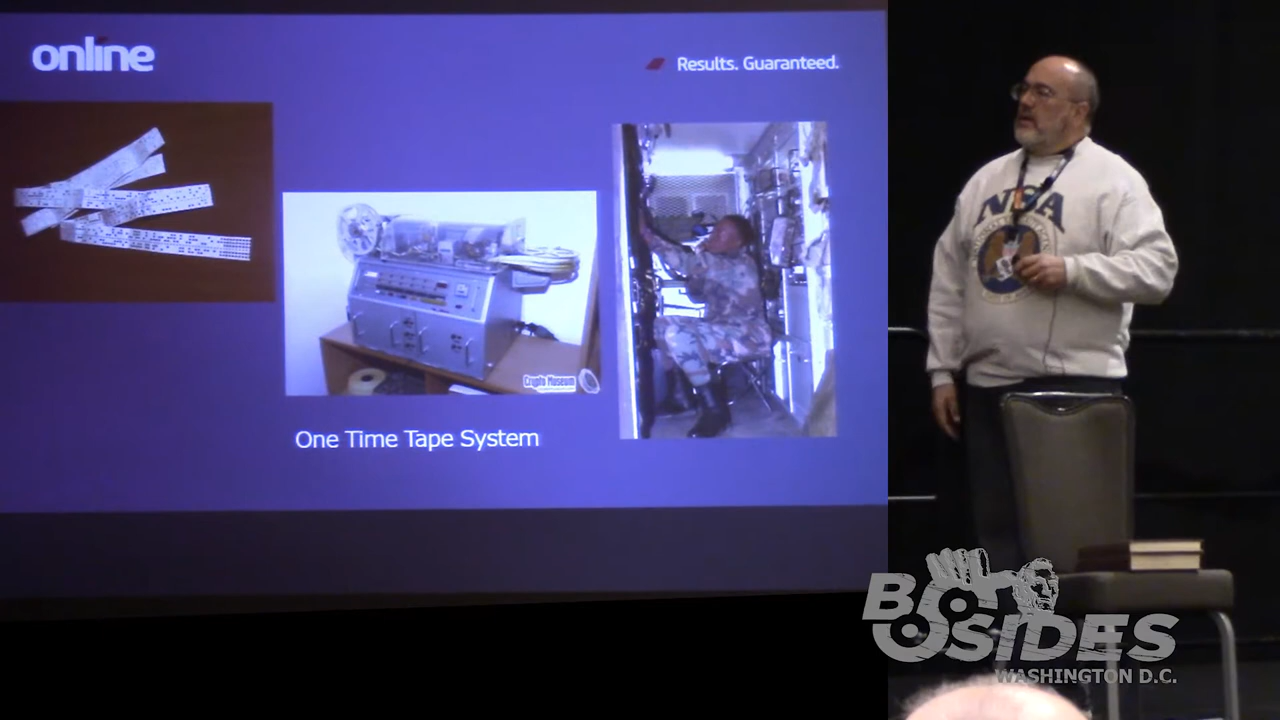 online
Results. Guaranteed.
Crypto Museum
One Time Tape System
NSA
BSIDES
WASHINGTON D.C.